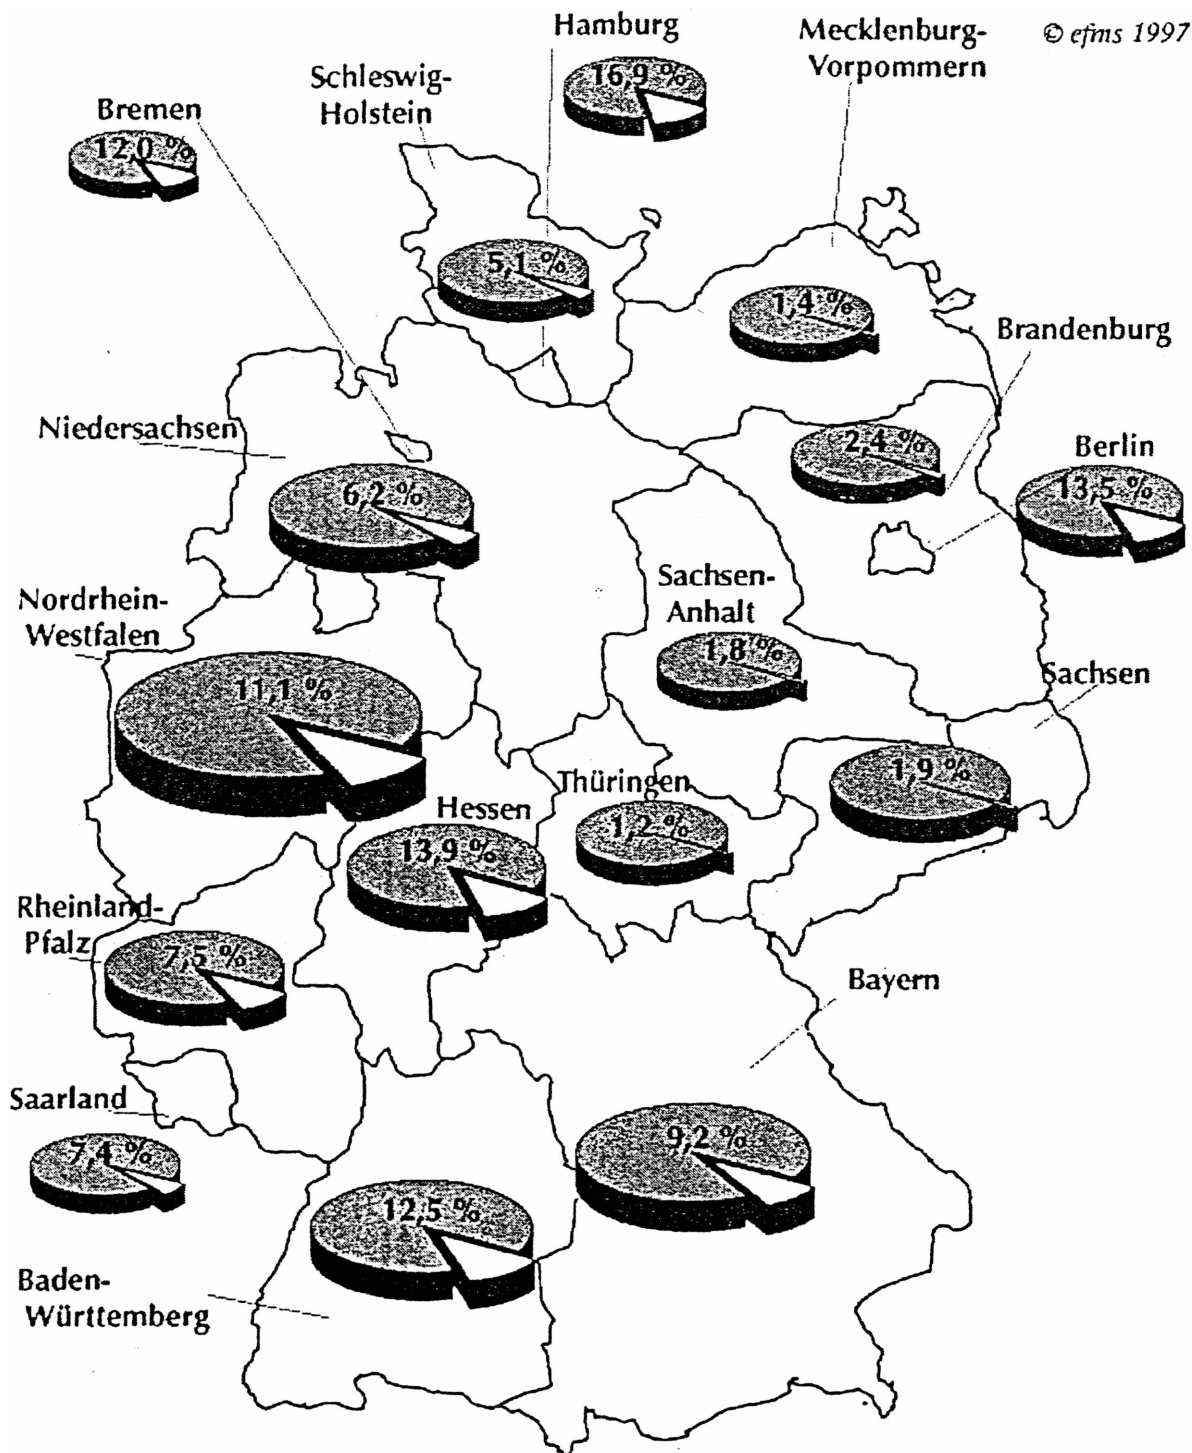 Hamburg
16,9 %
Mecklenburg-
Vorpommern
© efms 1997
Schleswig-
Holstein
Bremen
12,0 %
5,1 %
1,4 %
Brandenburg
2,4 %
Niedersachsen
6,2 %
Berlin
13,5 %
Nordrhein-
Westfalen
11,1 %
Sachsen-
Anhalt
1,8 %
Sachsen
1,9 %
Thüringen
1,2 %
Hessen
13,9 %
Rheinland-
Pfalz
7,5 %
Bayern
9,2 %
Saarland
7,4 %
12,5 %
Baden-
Württemberg